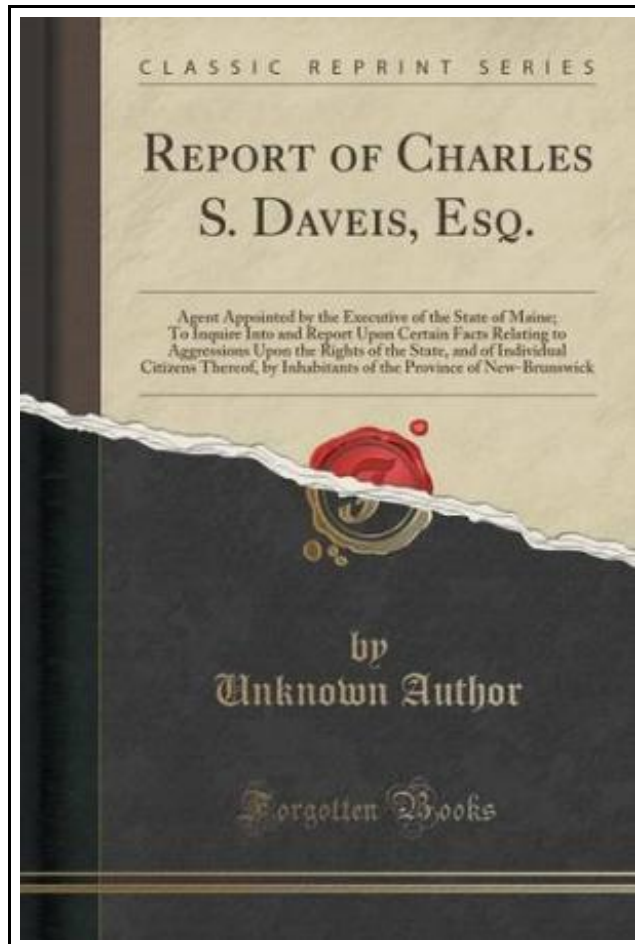 CLASSIC REPRINT SERIES
REPORT OF CHARLES
S. DAVEIS, ESQ.
Agent Appointed by the Executive of the State of Maine;
To Inquire Into and Report Upon Certain Facts Relating to
Aggressions Upon the Rights of the State, and of Individual
Citizens Thereof, by Inhabitants of the Province of New-Brunswick
by
Unknown Author
Forgotten Books